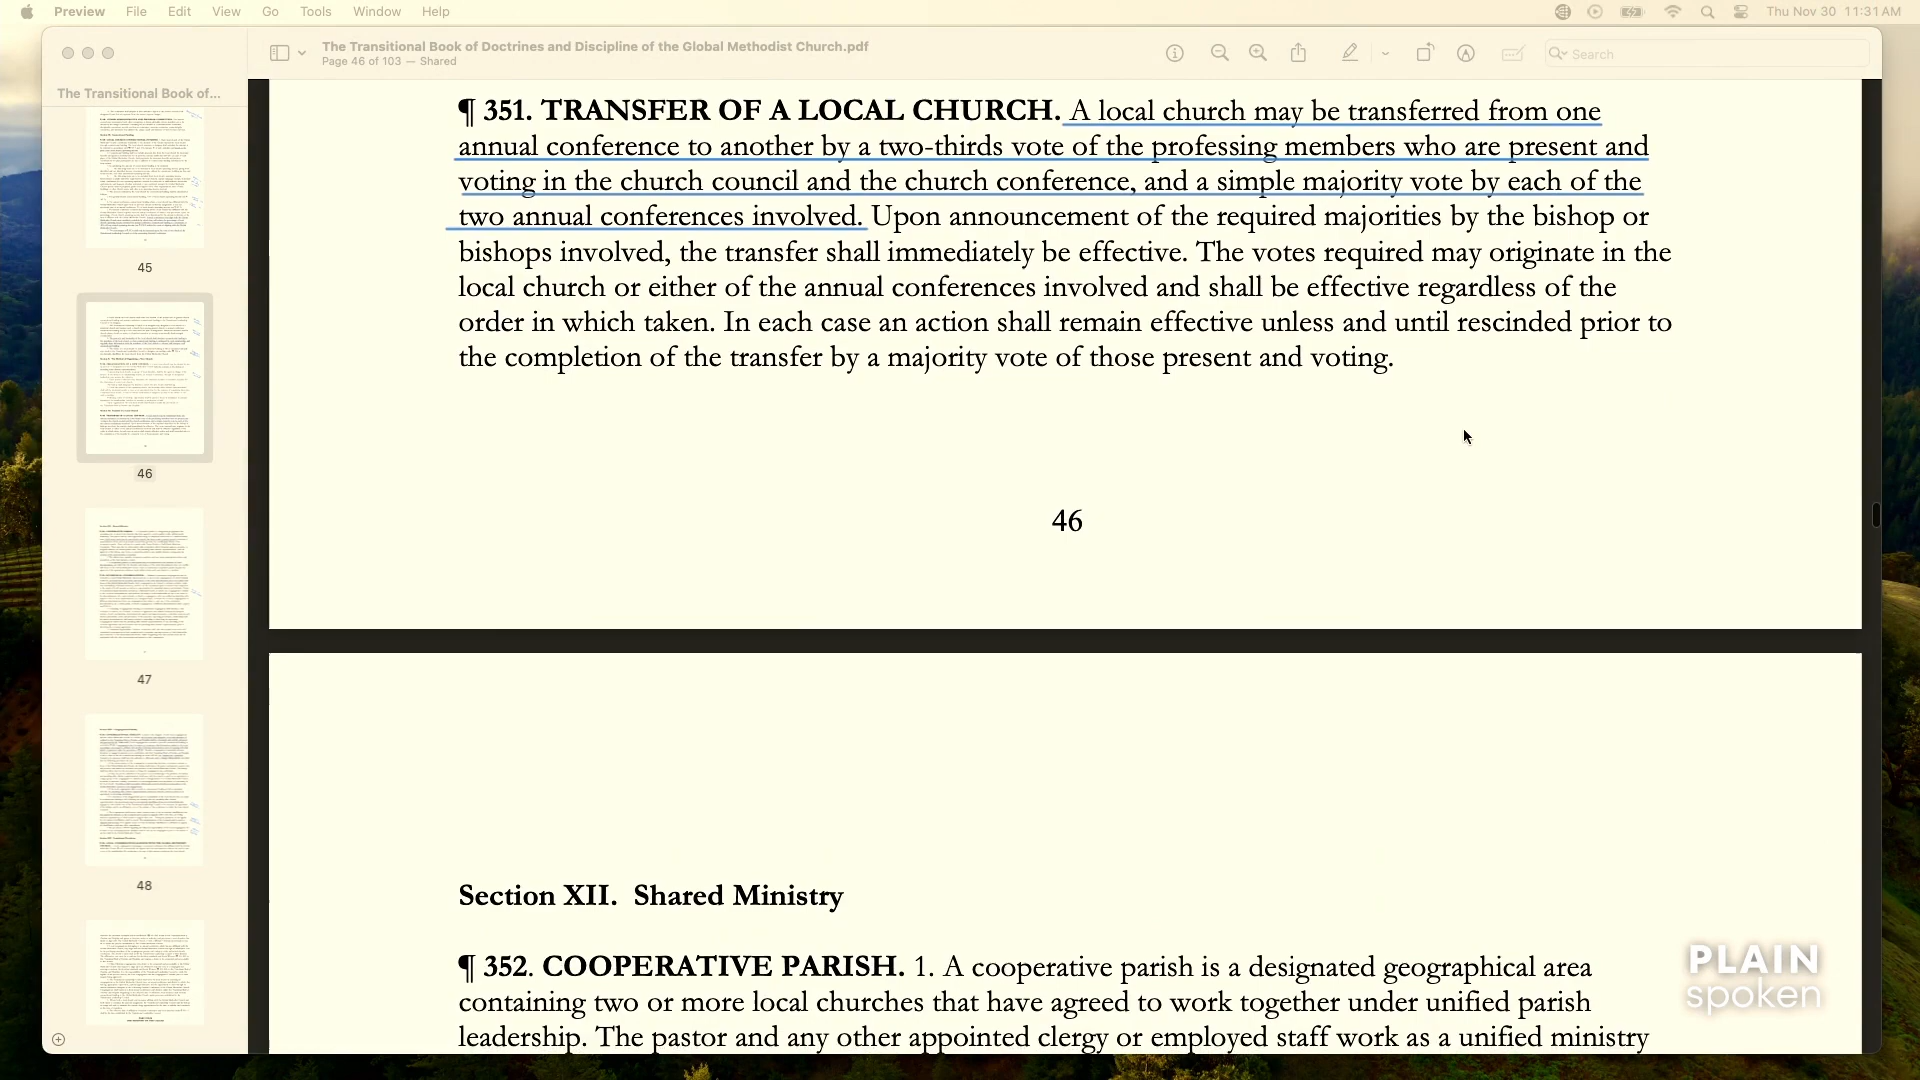 Preview File Edit View Go Tools Window Help Thu Nov 30 11:31 AM
The Transitional Book of Doctrines and Discipline of the Global Methodist Church.pdf
Page 46 of 103 — Shared
Search
The Transitional Book of...
45
46
47
48
¶ 351. TRANSFER OF A LOCAL CHURCH. A local church may be transferred from one
annual conference to another by a two-thirds vote of the professing members who are present and
voting in the church council and the church conference, and a simple majority vote by each of the
two annual conferences involved. Upon announcement of the required majorities by the bishop or
bishops involved, the transfer shall immediately be effective. The votes required may originate in the
local church or either of the annual conferences involved and shall be effective regardless of the
order in which taken. In each case an action shall remain effective unless and until rescinded prior to
the completion of the transfer by a majority vote of those present and voting.
46
Section XII. Shared Ministry
¶ 352. COOPERATIVE PARISH. 1. A cooperative parish is a designated geographical area
containing two or more local churches that have agreed to work together under unified parish
leadership. The pastor and any other appointed clergy or employed staff work as a unified ministry
PLAIN
spoken